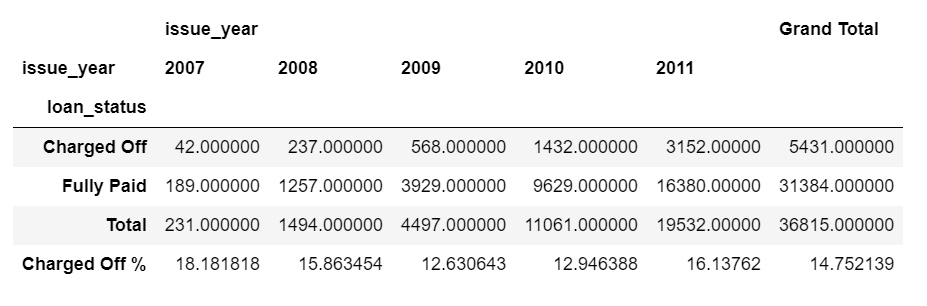 issue_year Grand Total
issue_year 2007 2008 2009 2010 2011
loan_status
Charged Off 42.000000 237.000000 568.000000 1432.000000 3152.00000 5431.000000
Fully Paid 189.000000 1257.000000 3929.000000 9629.000000 16380.00000 31384.000000
Total 231.000000 1494.000000 4497.000000 11061.000000 19532.00000 36815.000000
Charged Off % 18.181818 15.863454 12.630643 12.946388 16.13762 14.752139